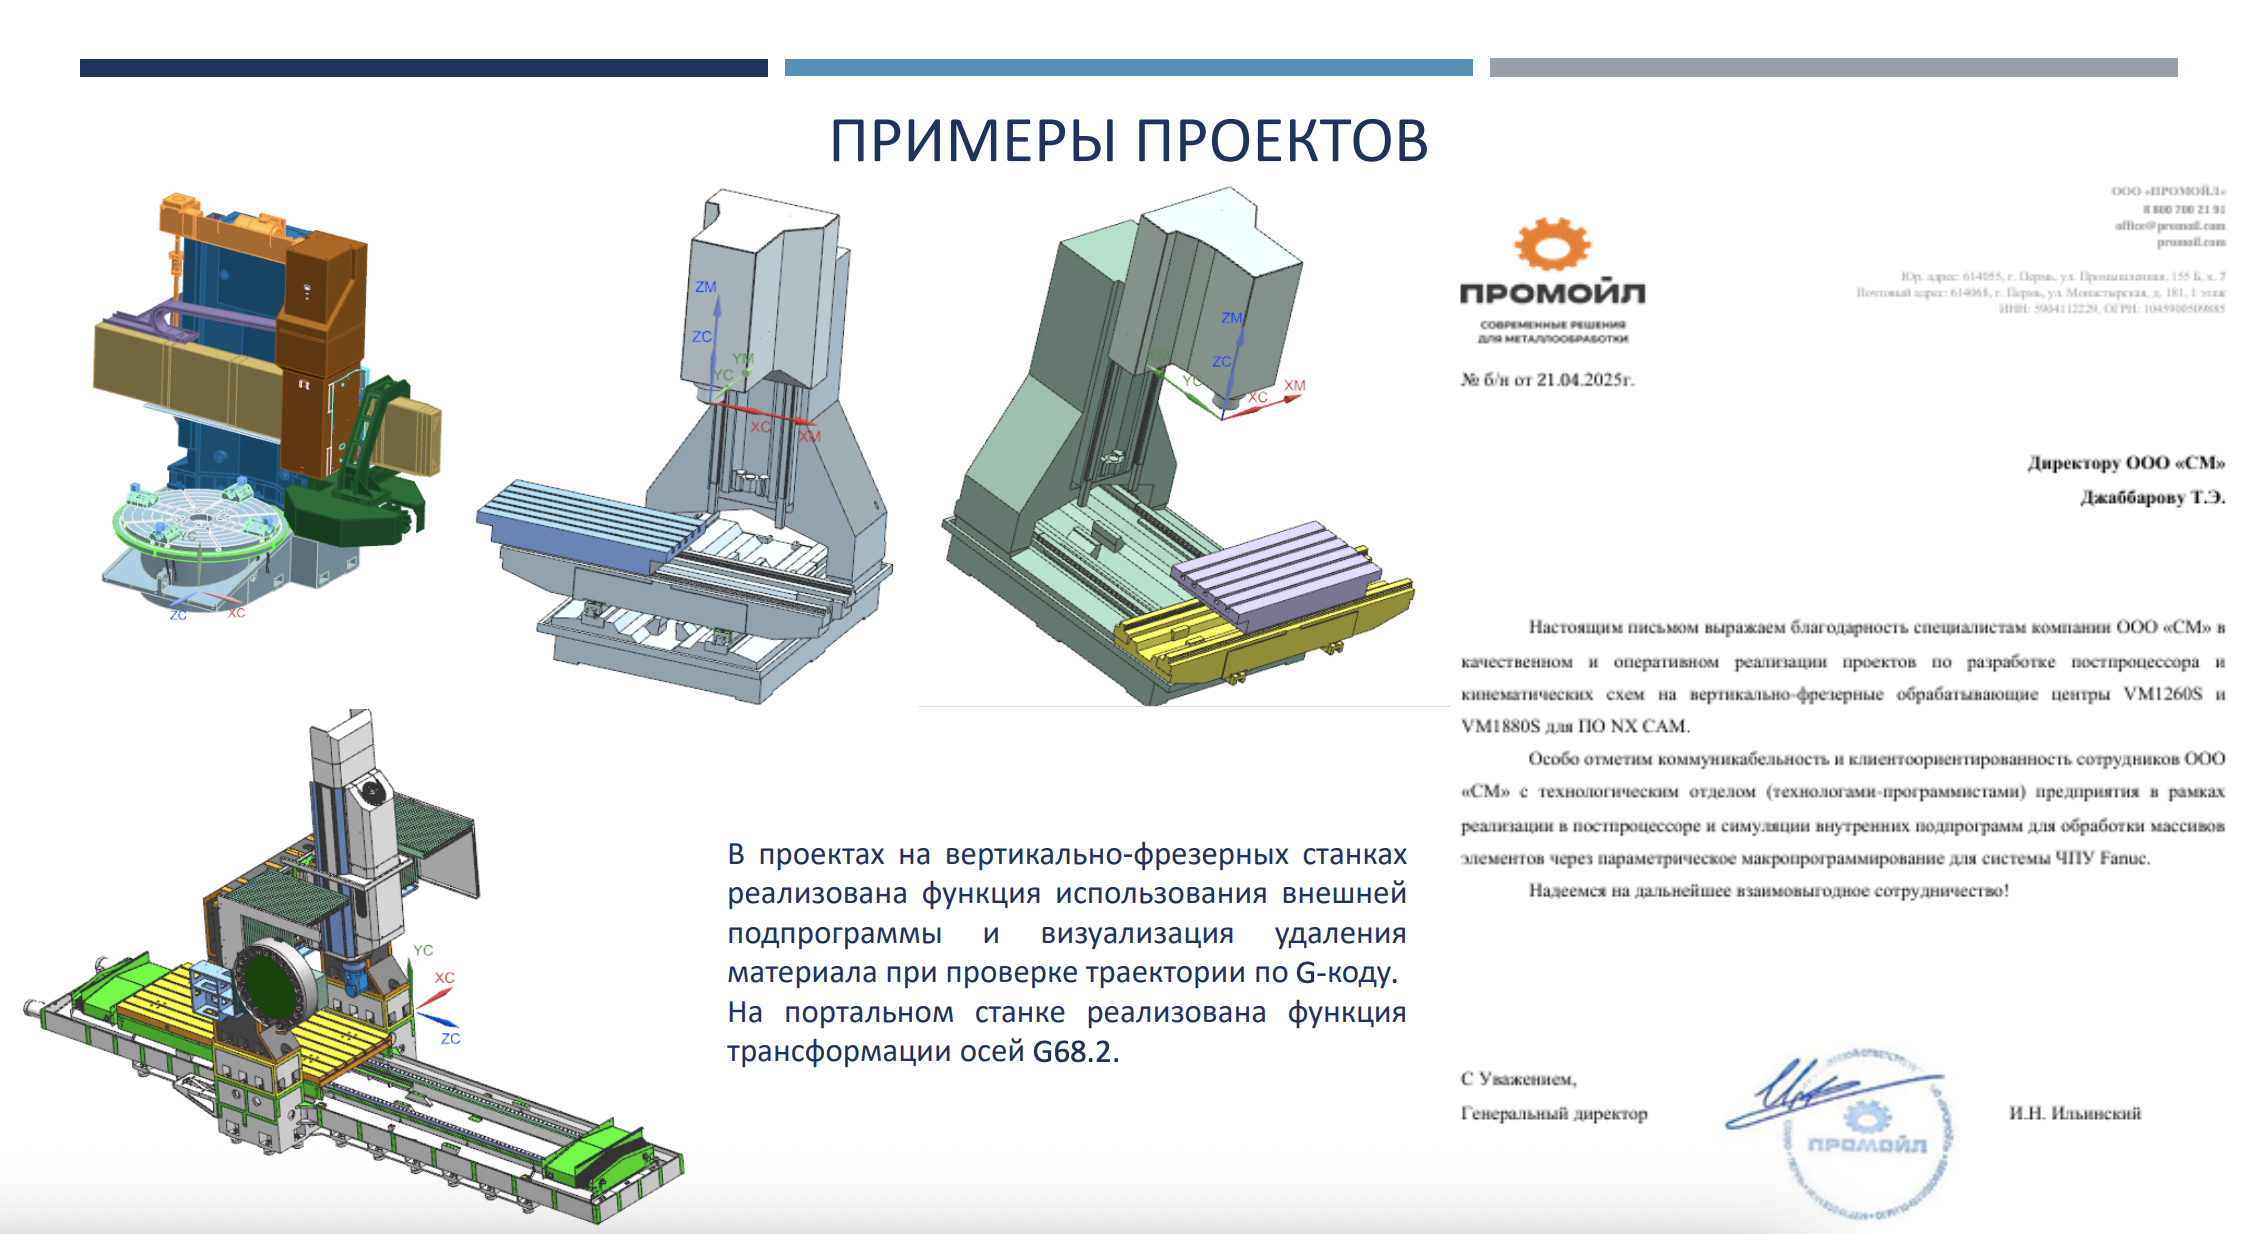 ПРИМЕРЫ ПРОЕКТОВ
ZM
ZC
YM
YC
XC
XM
ZM
ZC
YM
YC
XC
XM
YC
ZC
XC
YC
XC
ZC
В проектах на вертикально-фрезерных станках
реализована функция использования внешней
подпрограммы и визуализация удаления
материала при проверке траектории по G-коду.
На портальном станке реализована функция
трансформации осей G68.2.
ПРОМОЙЛ
СОВРЕМЕННЫЕ РЕШЕНИЯ
ДЛЯ МЕТАЛЛООБРАБОТКИ
ООО «ПРОМОЙЛ»
8 800 700 21 91
office@promoil.com
promoil.com
Юр. адрес: 614055, г. Пермь, ул. Промышленная, 155 Б, к. 7
Почтовый адрес: 614068, г. Пермь, ул. Монастырская, д. 181, 1 этаж
ИНН: 5904112229, ОГРН: 1045900509885
№ б/н от 21.04.2025г.
Директору ООО «СМ»
Джаббарову Т.Э.
Настоящим письмом выражаем благодарность специалистам компании ООО «СМ» в
качественном и оперативном реализации проектов по разработке постпроцессора и
кинематических схем на вертикально-фрезерные обрабатывающие центры VM1260S и
VM1880S для ПО NX CAM.
Особо отметим коммуникабельность и клиентоориентированность сотрудников ООО
«СМ» с технологическим отделом (технологами-программистами) предприятия в рамках
реализации в постпроцессоре и симуляции внутренних подпрограмм для обработки массивов
элементов через параметрическое макропрограммирование для системы ЧПУ Fanuc.
Надеемся на дальнейшее взаимовыгодное сотрудничество!
С Уважением,
Генеральный директор
И.Н. Ильинский
ПРОМОЙЛ